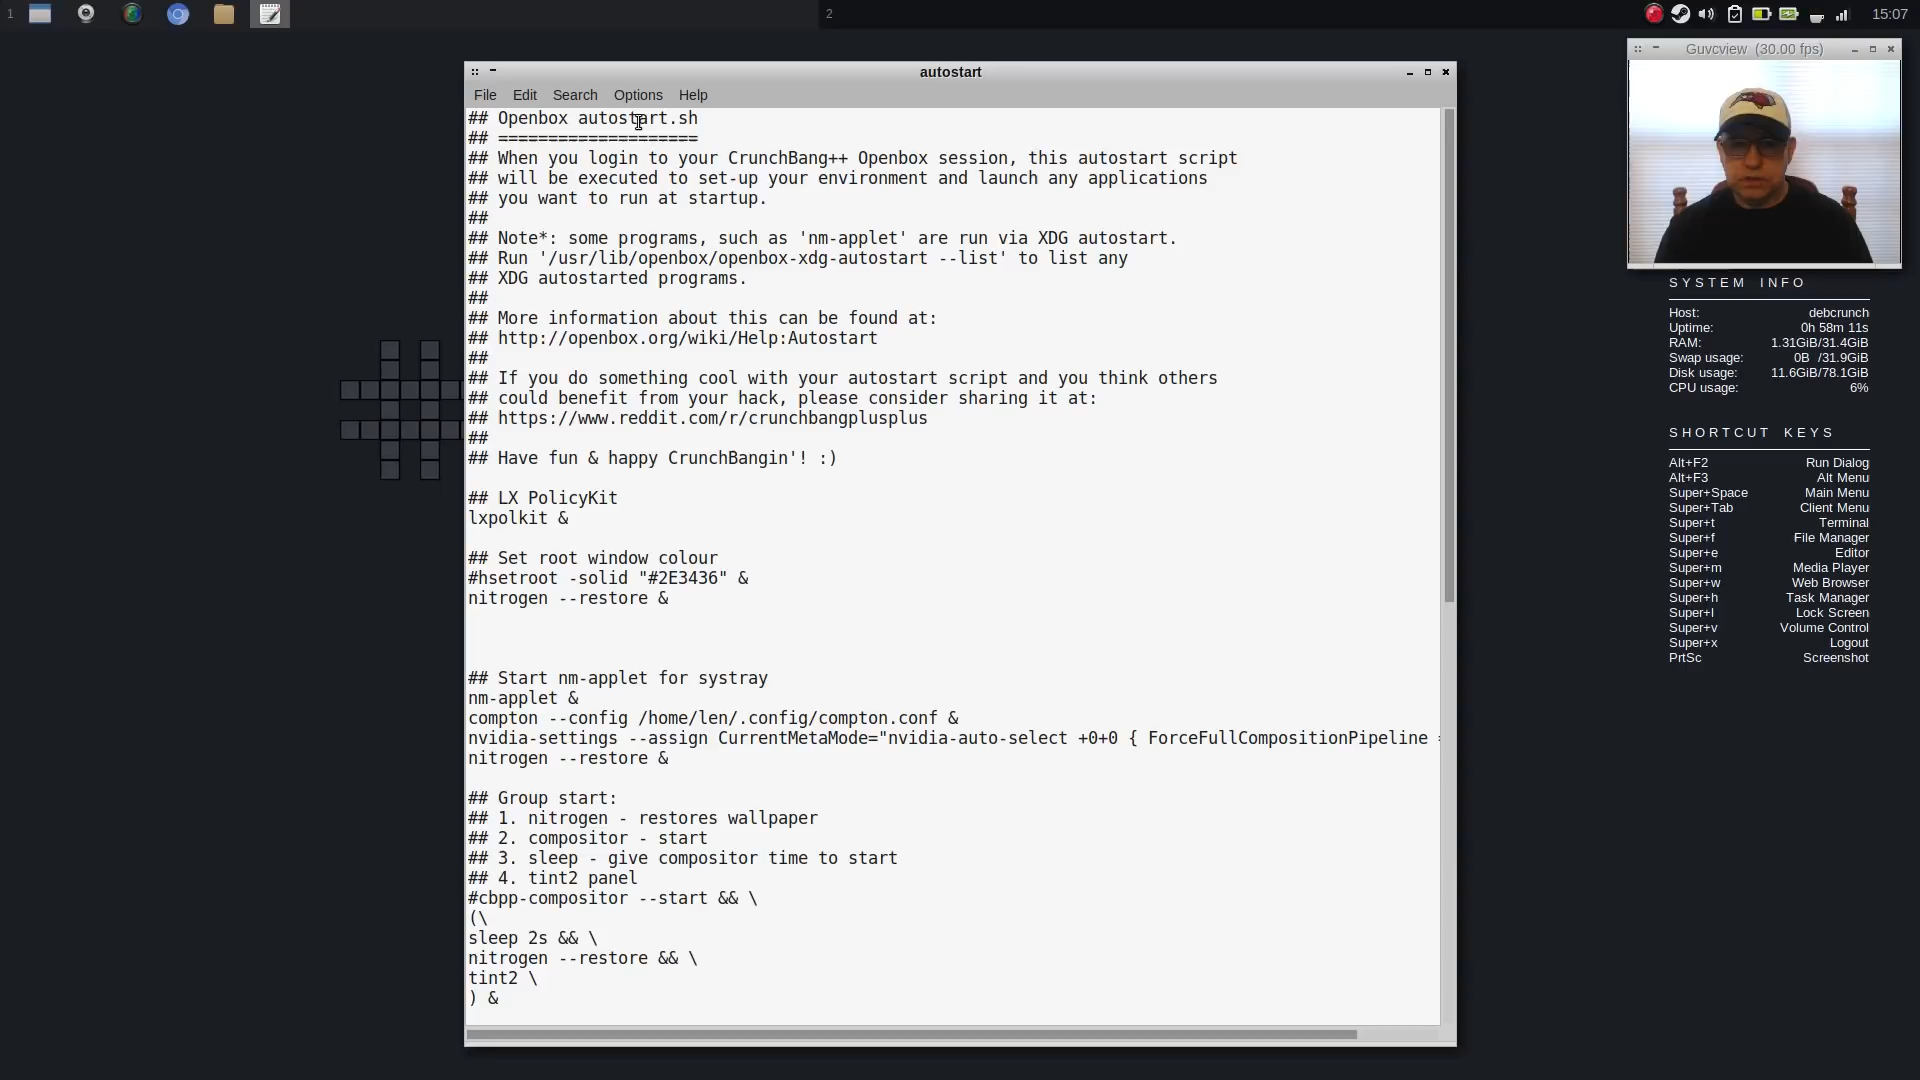 1
2
15:07
autostart
File Edit Search Options Help
## Openbox autostart.sh
## ====================
## When you login to your CrunchBang++ Openbox session, this autostart script
## will be executed to set-up your environment and launch any applications
## you want to run at startup.
##
## Note*: some programs, such as 'nm-applet' are run via XDG autostart.
## Run '/usr/lib/openbox/openbox-xdg-autostart --list' to list any
## XDG autostarted programs.
##
## More information about this can be found at:
## http://openbox.org/wiki/Help:Autostart
##
## If you do something cool with your autostart script and you think others
## could benefit from your hack, please consider sharing it at:
## https://www.reddit.com/r/crunchbangplusplus
##
## Have fun & happy CrunchBangin'! :)
## LX PolicyKit
lxpolkit &
## Set root window colour
#hsetroot -solid "#2E3436" &
nitrogen --restore &
## Start nm-applet for systray
nm-applet &
compton --config /home/len/.config/compton.conf &
nvidia-settings --assign CurrentMetaMode="nvidia-auto-select +0+0 { ForceFullCompositionPipeline
nitrogen --restore &
## Group start:
## 1. nitrogen - restores wallpaper
## 2. compositor - start
## 3. sleep - give compositor time to start
## 4. tint2 panel
#cbpp-compositor --start && \
(\
sleep 2s && \
nitrogen --restore && \
tint2 \
) &
Guvcview (30.00 fps)
SYSTEM INFO
Host: debcrunch
Uptime: 0h 58m 11s
RAM: 1.31GiB/31.4GiB
Swap usage: 0B /31.9GiB
Disk usage: 11.6GiB/78.1GiB
CPU usage: 6%
SHORTCUT KEYS
Alt+F2 Run Dialog
Alt+F3 Alt Menu
Super+Space Main Menu
Super+Tab Client Menu
Super+t Terminal
Super+f File Manager
Super+e Editor
Super+m Media Player
Super+w Web Browser
Super+h Task Manager
Super+l Lock Screen
Super+v Volume Control
Super+x Logout
PrtSc Screenshot